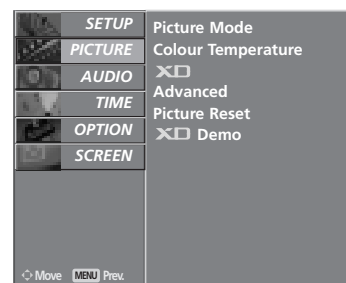 SETUP
PICTURE
AUDIO
TIME
OPTION
SCREEN
Move MENU Prev.
Picture Mode
Colour Temperature
XD
Advanced
Picture Reset
XD Demo